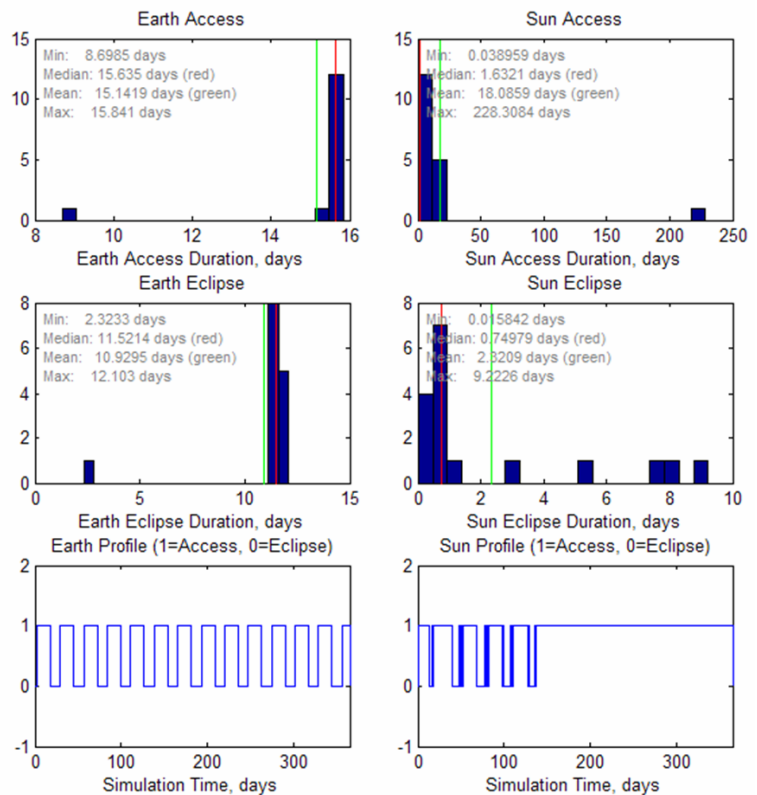 Earth Access
15
10
5
0
Min: 8.6985 days
Median: 15.635 days (red)
Mean: 15.1419 days (green)
Max: 15.841 days
8 10 12 14 16
Earth Access Duration, days
Sun Access
15
10
5
0
Min: 0.038959 days
Median: 1.6321 days (red)
Mean: 18.0859 days (green)
Max: 228.3084 days
0 50 100 150 200 250
Sun Access Duration, days
Earth Eclipse
8
6
4
2
0
Min: 2.3233 days
Median: 11.5214 days (red)
Mean: 10.9295 days (green)
Max: 12.103 days
0 5 10 15
Earth Eclipse Duration, days
Sun Eclipse
8
6
4
2
0
Min: 0.015842 days
Median: 0.74979 days (red)
Mean: 2.3209 days (green)
Max: 9.2226 days
0 2 4 6 8 10
Sun Eclipse Duration, days
Earth Profile (1=Access, 0=Eclipse)
2
1
0
-1
0 100 200 300
Simulation Time, days
Sun Profile (1=Access, 0=Eclipse)
2
1
0
-1
0 100 200 300
Simulation Time, days